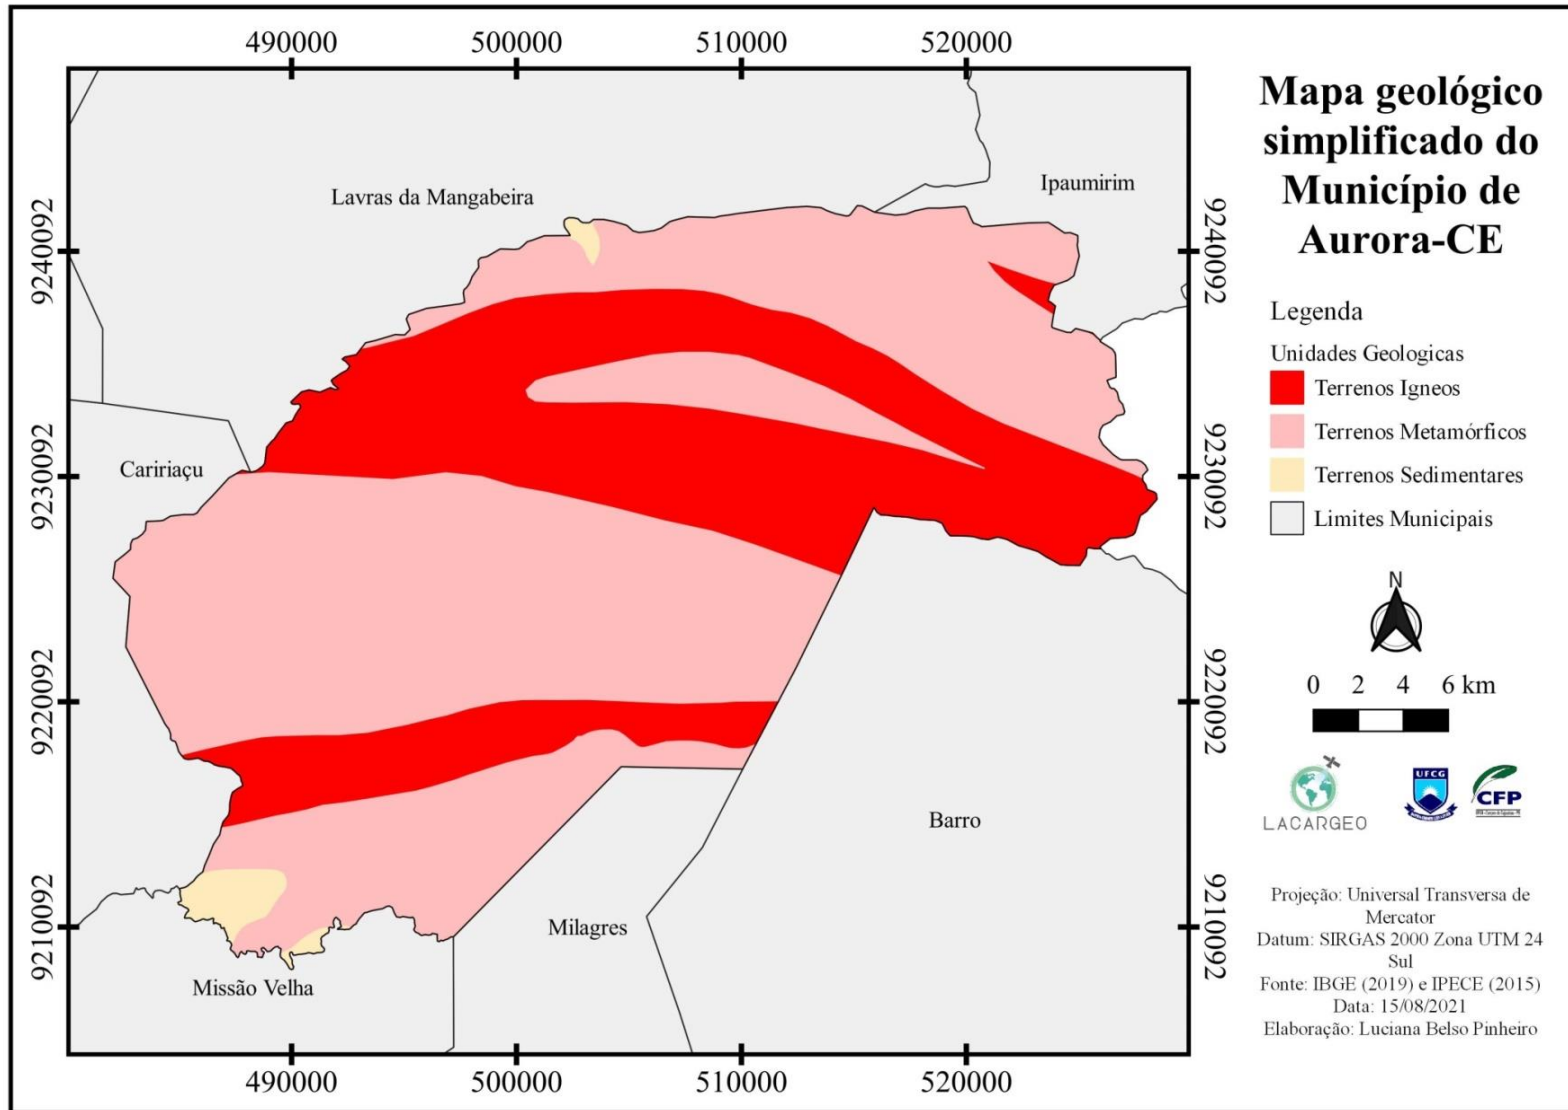 490000
500000
510000
520000
Mapa geológico
simplificado do
Município de
Aurora-CE
Lavras da Mangabeira
Ipaumirim
9240092
9240092
Legenda
Unidades Geologicas
Terrenos Igneos
Terrenos Metamórficos
Terrenos Sedimentares
Limites Municipais
Caririaçu
9230092
9230092
N
0 2 4 6 km
9220092
9220092
LACARGEO
UFCG
CFP
Barro
Milagres
9210092
9210092
Missão Velha
Projeção: Universal Transversa de
Mercator
Datum: SIRGAS 2000 Zona UTM 24
Sul
Fonte: IBGE (2019) e IPECE (2015)
Data: 15/08/2021
Elaboração: Luciana Belso Pinheiro
490000
500000
510000
520000